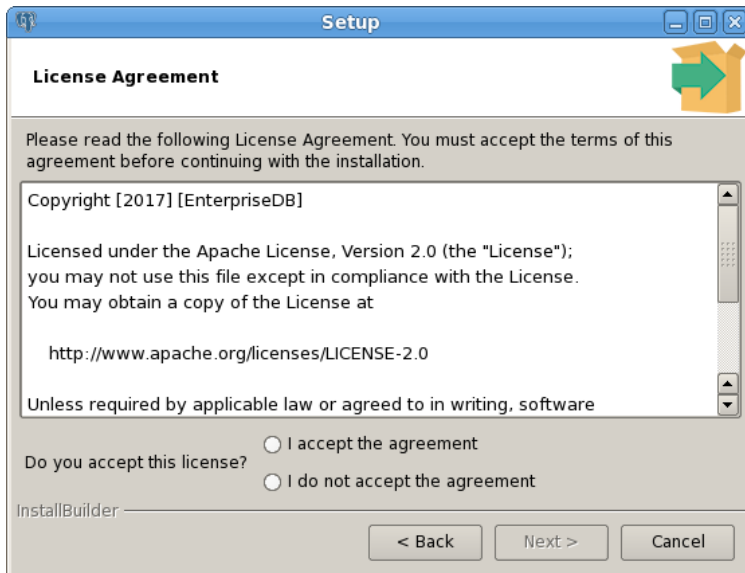 Setup
License Agreement
Please read the following License Agreement. You must accept the terms of this
agreement before continuing with the installation.
Copyright [2017] [EnterpriseDB]
Licensed under the Apache License, Version 2.0 (the "License");
you may not use this file except in compliance with the License.
You may obtain a copy of the License at
http://www.apache.org/licenses/LICENSE-2.0
Unless required by applicable law or agreed to in writing, software
Do you accept this license?
I accept the agreement
I do not accept the agreement
InstallBuilder
< Back
Next >
Cancel